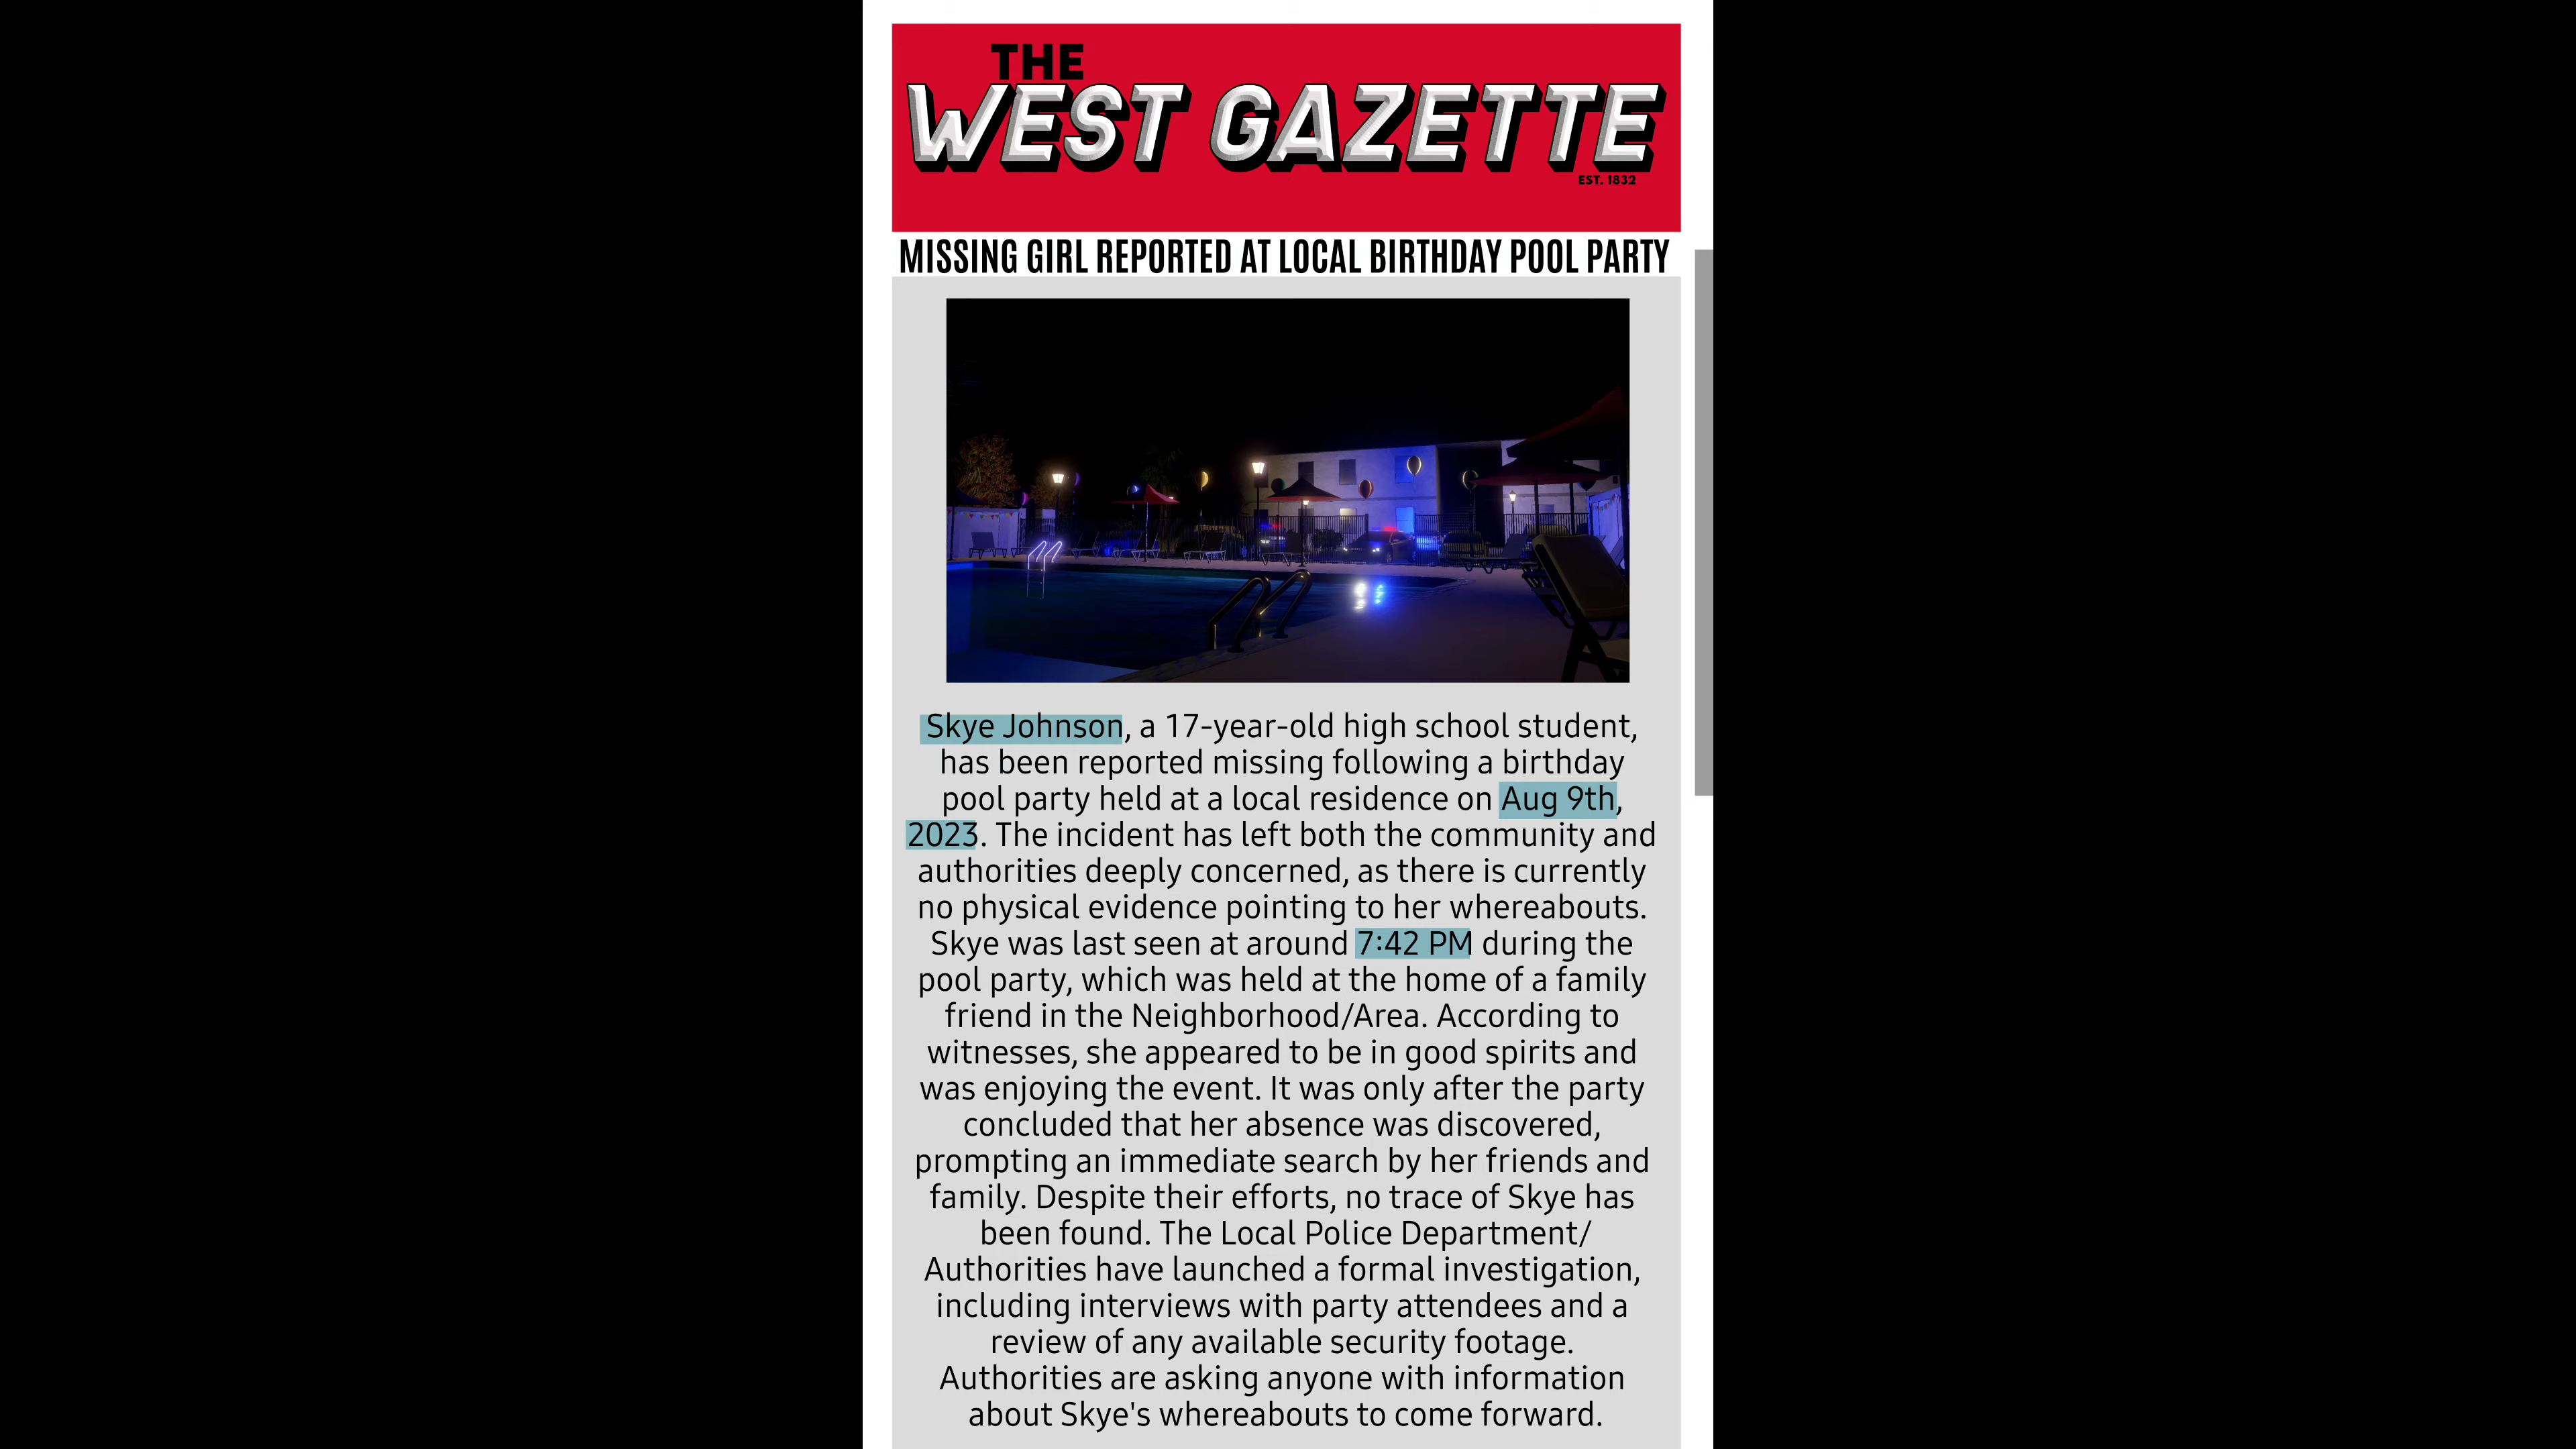 THE
WEST GAZETTE
EST. 1832
MISSING GIRL REPORTED AT LOCAL BIRTHDAY POOL PARTY
Skye Johnson, a 17-year-old high school student,
has been reported missing following a birthday
pool party held at a local residence on Aug 9th,
2023. The incident has left both the community and
authorities deeply concerned, as there is currently
no physical evidence pointing to her whereabouts.
Skye was last seen at around 7:42 PM during the
pool party, which was held at the home of a family
friend in the Neighborhood/Area. According to
witnesses, she appeared to be in good spirits and
was enjoying the event. It was only after the party
concluded that her absence was discovered,
prompting an immediate search by her friends and
family. Despite their efforts, no trace of Skye has
been found. The Local Police Department/
Authorities have launched a formal investigation,
including interviews with party attendees and a
review of any available security footage.
Authorities are asking anyone with information
about Skye's whereabouts to come forward.